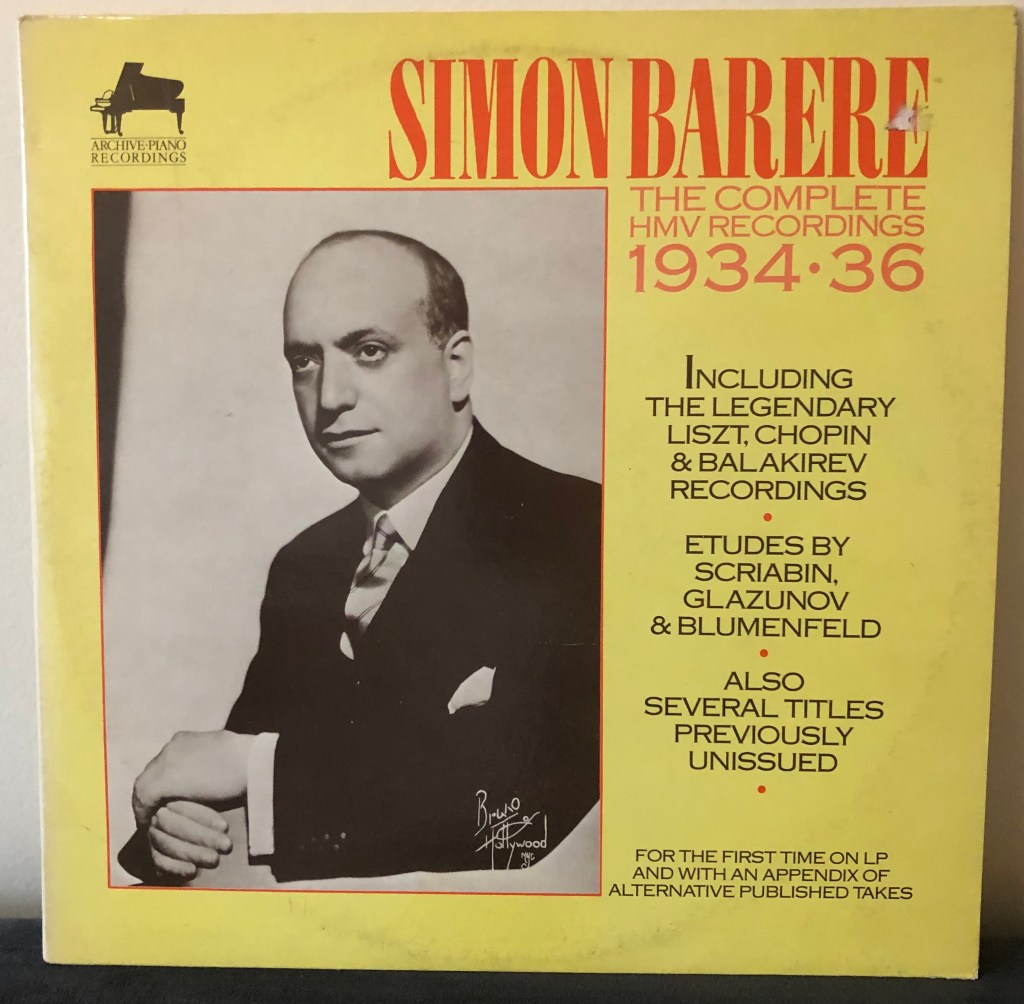 ARCHIVE·PIANO
RECORDINGS
SIMON BARERE
THE COMPLETE
HMV RECORDINGS
1934·36
INCLUDING
THE LEGENDARY
LISZT, CHOPIN
& BALAKIREV
RECORDINGS
•
ETUDES BY
SCRIABIN,
GLAZUNOV
& BLUMENFELD
•
ALSO
SEVERAL TITLES
PREVIOUSLY
UNISSUED
•
Bruno
of
Hollywood
NYC
FOR THE FIRST TIME ON LP
AND WITH AN APPENDIX OF
ALTERNATIVE PUBLISHED TAKES